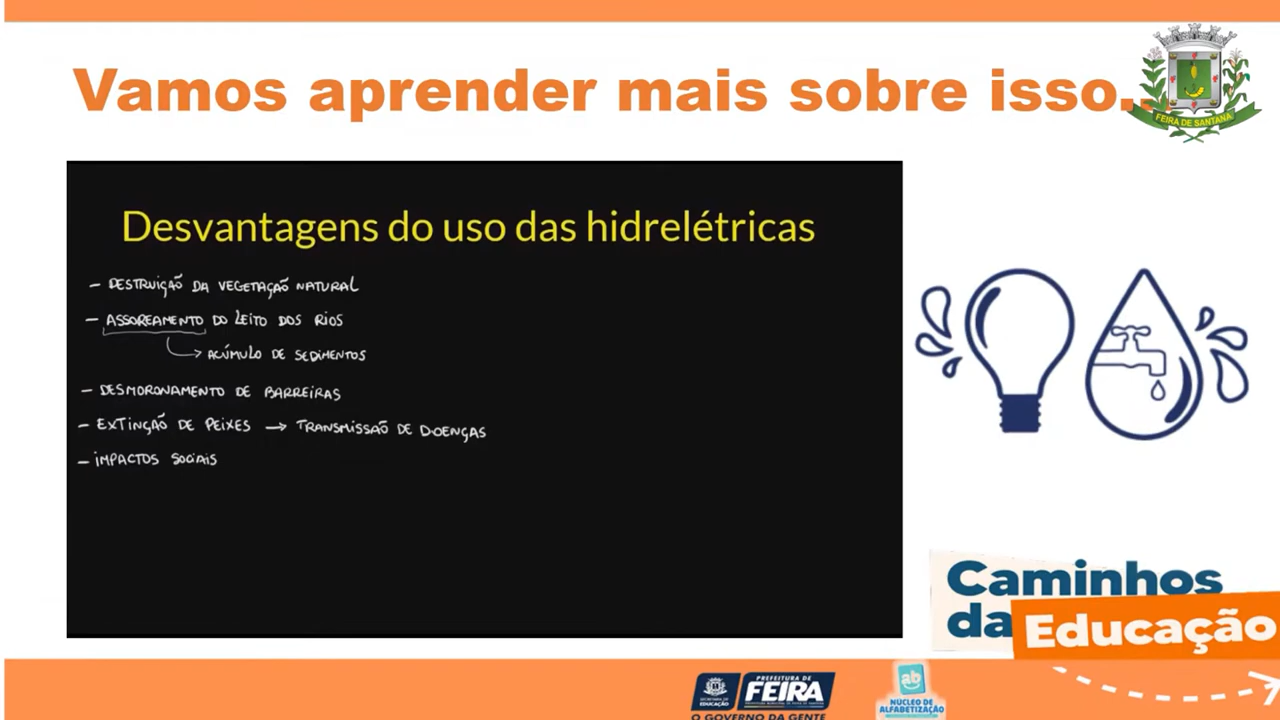 Vamos aprender mais sobre isso...
FEIRA DE SANTANA
Desvantagens do uso das hidrelétricas
- DESTRUIÇÃO DA VEGETAÇÃO NATURAL
- ASSOREAMENTO DO LEITO DOS RIOS
→ ACÚMULO DE SEDIMENTOS
- DESMORONAMENTO DE BARREIRAS
- EXTINÇÃO DE PEIXES → TRANSMISSÃO DE DOENÇAS
- IMPACTOS SOCIAIS
Caminhos
da Educação
SECRETARIA DE
EDUCAÇÃO
PREFEITURA DE
FEIRA
O GOVERNO DA GENTE
ab
NÚCLEO DE
ALFABETIZAÇÃO